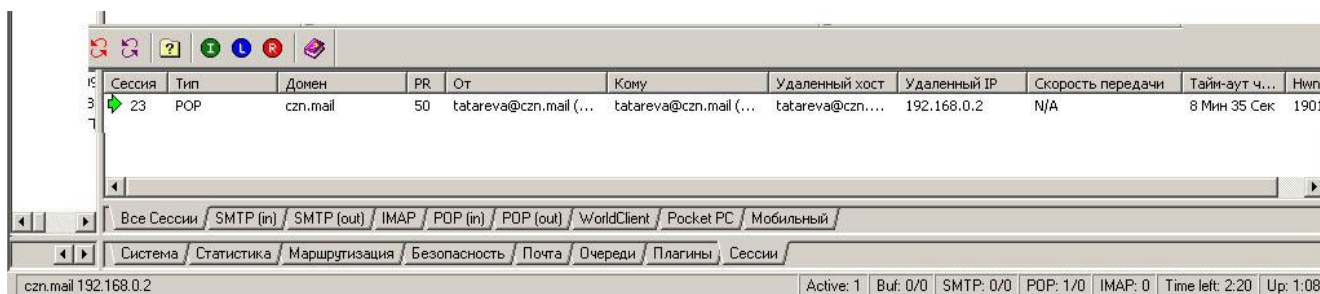 Сессия Тип Домен PR От Кому Удаленный хост Удаленный IP Скорость передачи Тайм-аут ч... Hwn
23 POP czn.mail 50 tatareva@czn.mail (... tatareva@czn.mail (... tatareva@czn.... 192.168.0.2 N/A 8 Мин 35 Сек 1901
Все Сессии SMTP (in) SMTP (out) IMAP POP (in) POP (out) WorldClient Pocket PC Мобильный
Система Статистика Маршрутизация Безопасность Почта Очереди Плагины Сессии
czn.mail 192.168.0.2 Active: 1 Buf: 0/0 SMTP: 0/0 POP: 1/0 IMAP: 0 Time left: 2:20 Up: 1:08